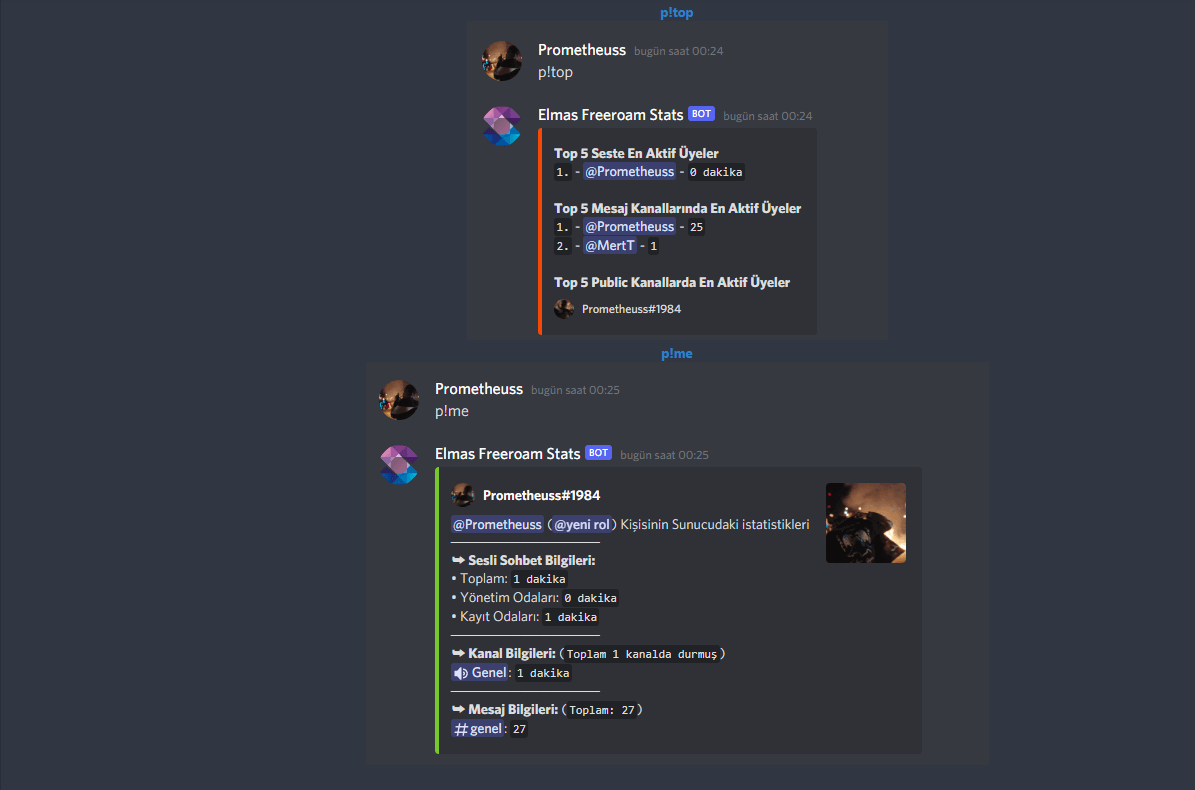 p!top
Prometheuss bugün saat 00:24
p!top
Elmas Freeroam Stats BOT bugün saat 00:24
Top 5 Seste En Aktif Üyeler
1. - @Prometheuss - 0 dakika
Top 5 Mesaj Kanallarında En Aktif Üyeler
1. - @Prometheuss - 25
2. - @MertT - 1
Top 5 Public Kanallarda En Aktif Üyeler
Prometheuss#1984
p!me
Prometheuss bugün saat 00:25
p!me
Elmas Freeroam Stats BOT bugün saat 00:25
Prometheuss#1984
@Prometheuss (@yeni rol) Kişisinin Sunucudaki istatistikleri
➥ Sesli Sohbet Bilgileri:
• Toplam: 1 dakika
• Yönetim Odaları: 0 dakika
• Kayıt Odaları: 1 dakika
➥ Kanal Bilgileri: (Toplam 1 kanalda durmuş)
Genel: 1 dakika
➥ Mesaj Bilgileri: (Toplam: 27)
#genel: 27